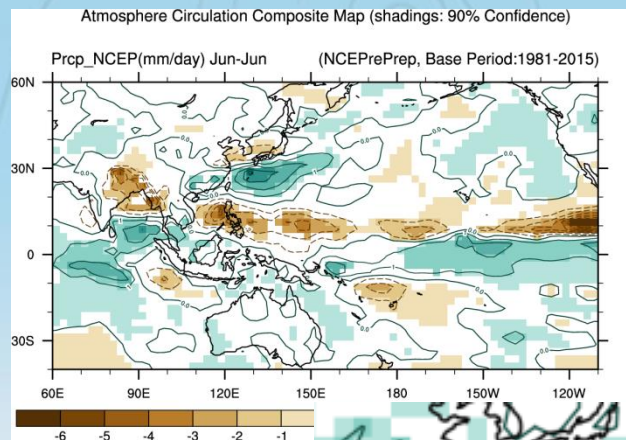 Atmosphere Circulation Composite Map (shadings: 90% Confidence)
Prcp_NCEP(mm/day) Jun-Jun (NCEPrePrep, Base Period:1981-2015)
60N
30N
0
30S
60E 90E 120E 150E 180 150W 120W
-6 -5 -4 -3 -2 -1